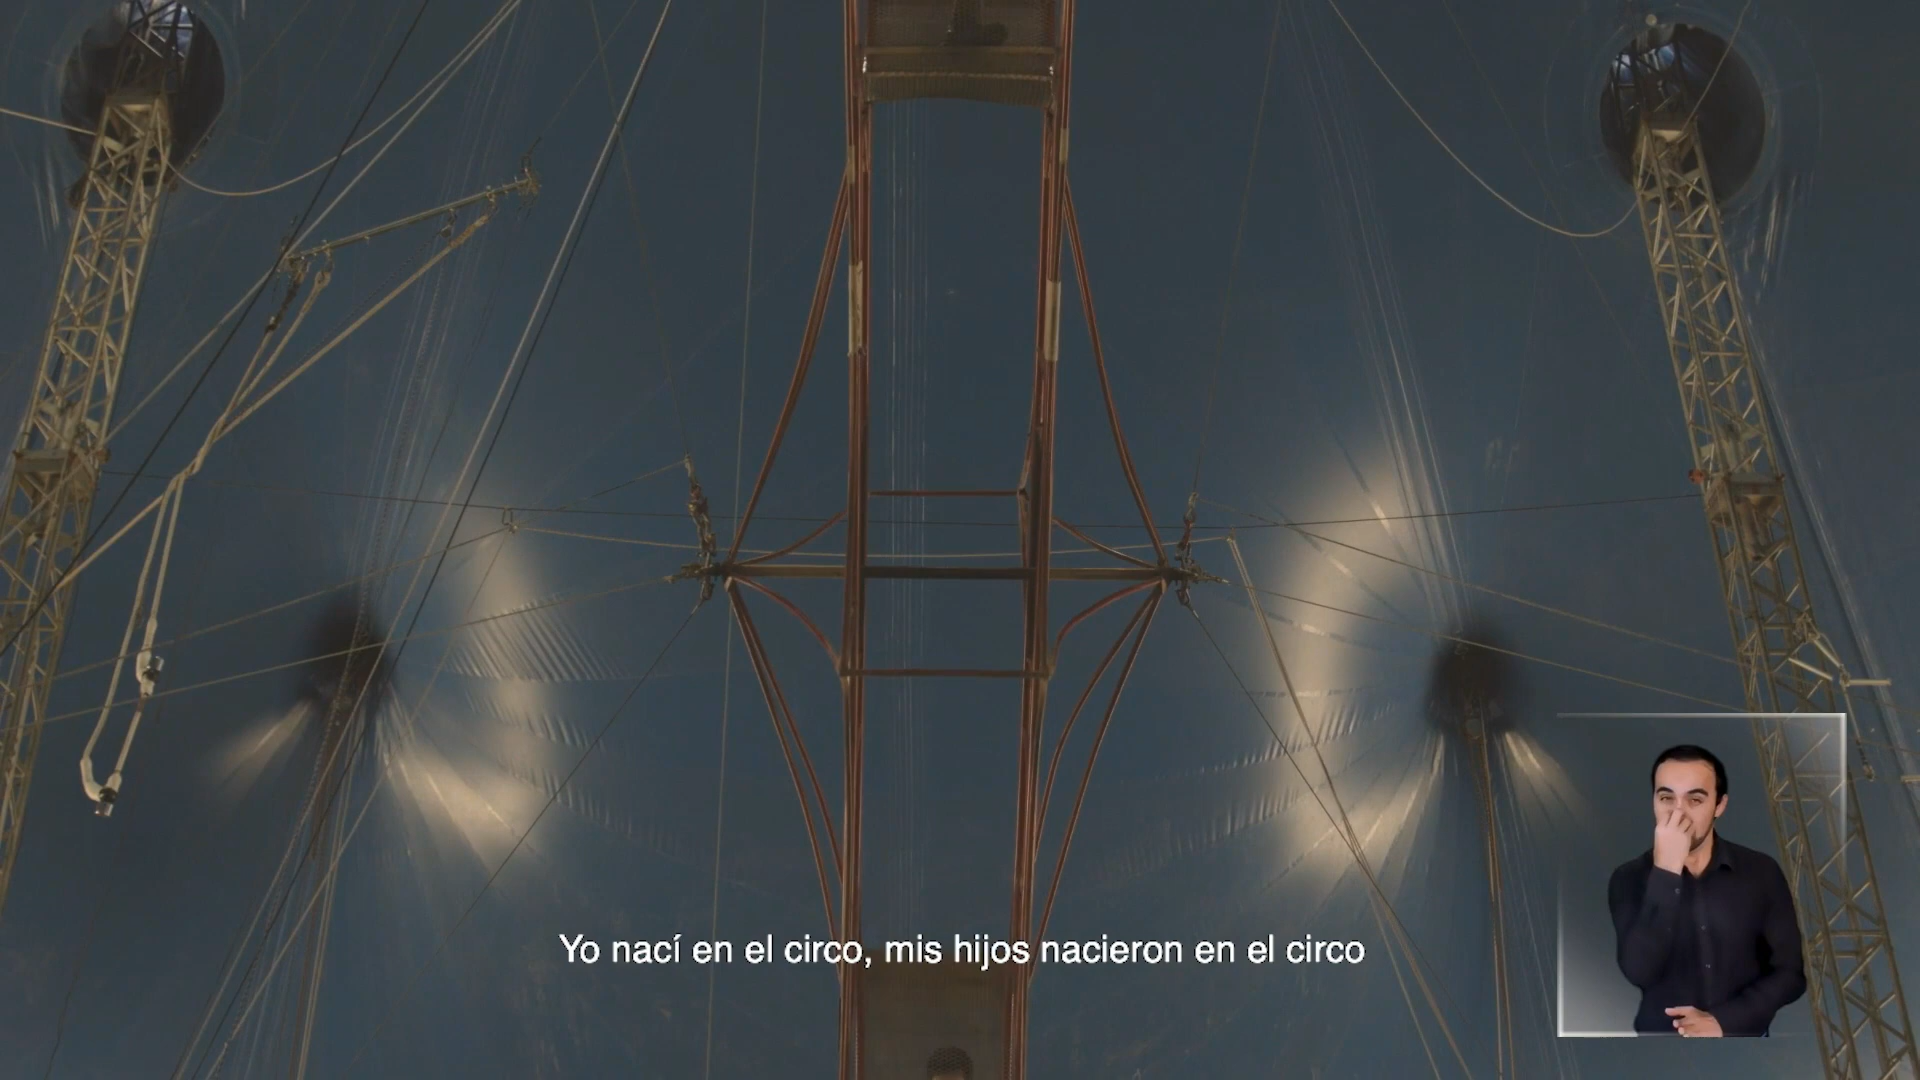 Yo nací en el circo, mis hijos nacieron en el circo